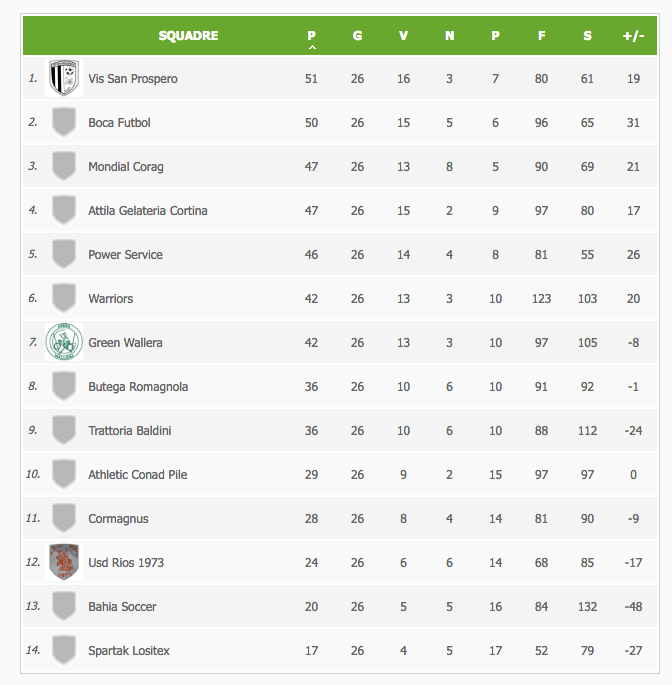 SQUADRE P G V N P F S +/-
1. Vis San Prospero 51 26 16 3 7 80 61 19
2. Boca Futbol 50 26 15 5 6 96 65 31
3. Mondial Corag 47 26 13 8 5 90 69 21
4. Attila Gelateria Cortina 47 26 15 2 9 97 80 17
5. Power Service 46 26 14 4 8 81 55 26
6. Warriors 42 26 13 3 10 123 103 20
7. Green Wallera 42 26 13 3 10 97 105 -8
8. Butega Romagnola 36 26 10 6 10 91 92 -1
9. Trattoria Baldini 36 26 10 6 10 88 112 -24
10. Athletic Conad Pile 29 26 9 2 15 97 97 0
11. Cormagnus 28 26 8 4 14 81 90 -9
12. Usd Rios 1973 24 26 6 6 14 68 85 -17
13. Bahia Soccer 20 26 5 5 16 84 132 -48
14. Spartak Lositex 17 26 4 5 17 52 79 -27